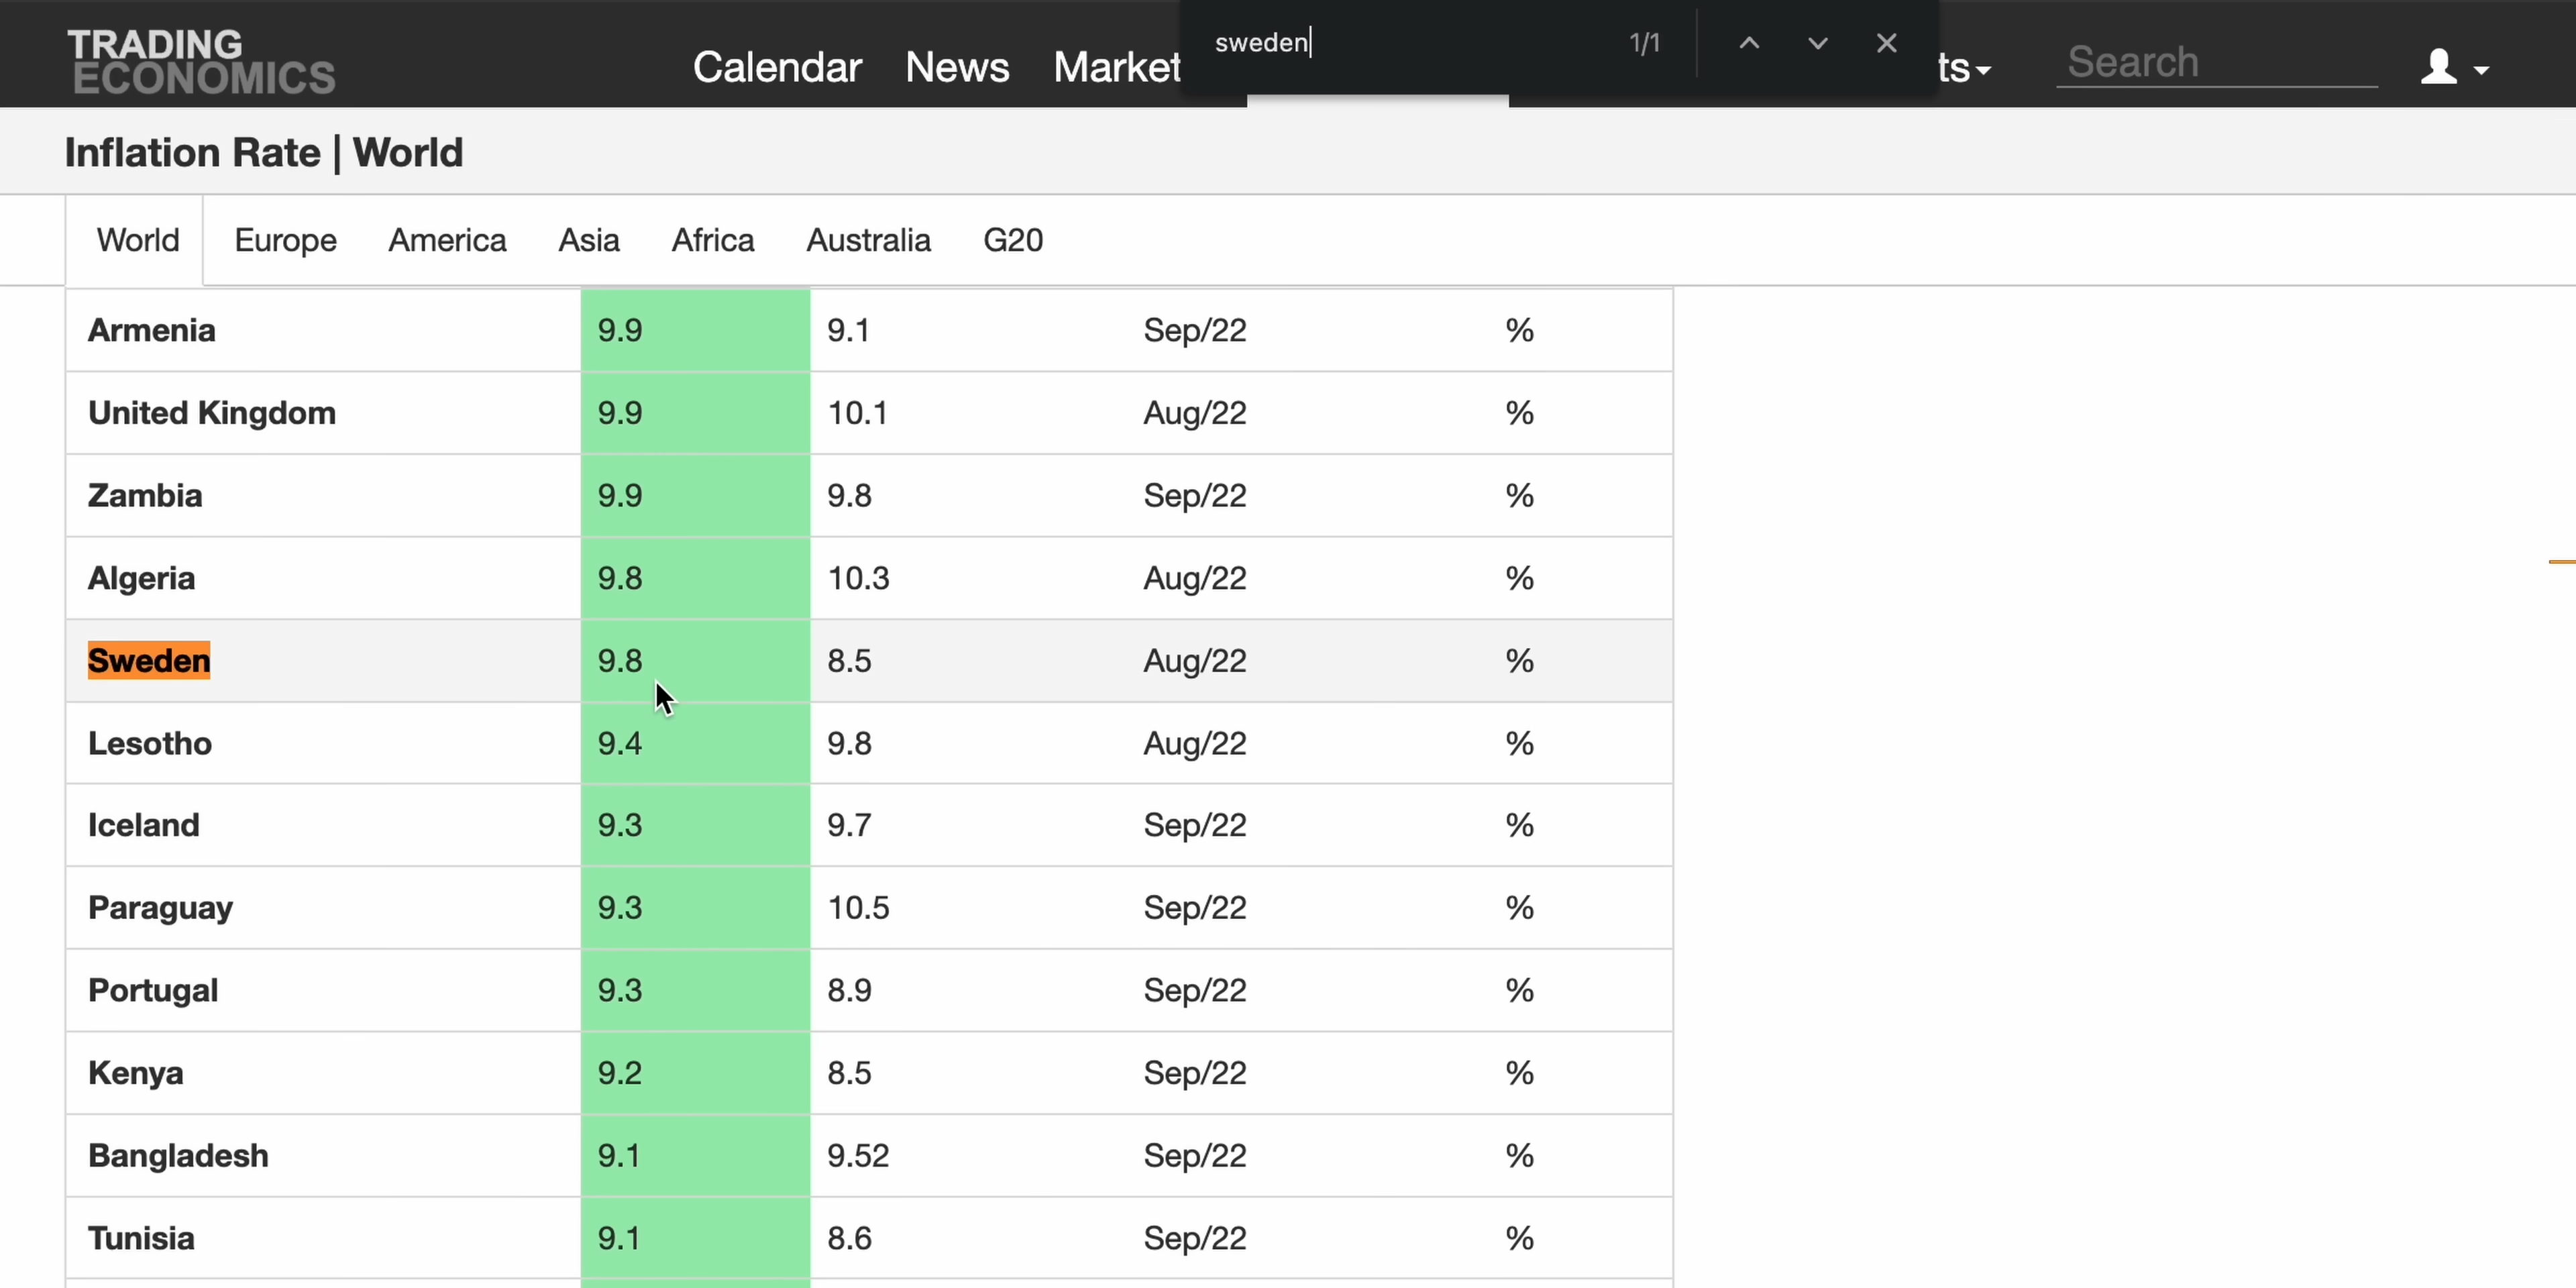 TRADING
ECONOMICS
Calendar News Market
sweden 1/1
ts
Search
Inflation Rate | World
World Europe America Asia Africa Australia G20
Armenia 9.9 9.1 Sep/22 %
United Kingdom 9.9 10.1 Aug/22 %
Zambia 9.9 9.8 Sep/22 %
Algeria 9.8 10.3 Aug/22 %
Sweden 9.8 8.5 Aug/22 %
Lesotho 9.4 9.8 Aug/22 %
Iceland 9.3 9.7 Sep/22 %
Paraguay 9.3 10.5 Sep/22 %
Portugal 9.3 8.9 Sep/22 %
Kenya 9.2 8.5 Sep/22 %
Bangladesh 9.1 9.52 Sep/22 %
Tunisia 9.1 8.6 Sep/22 %